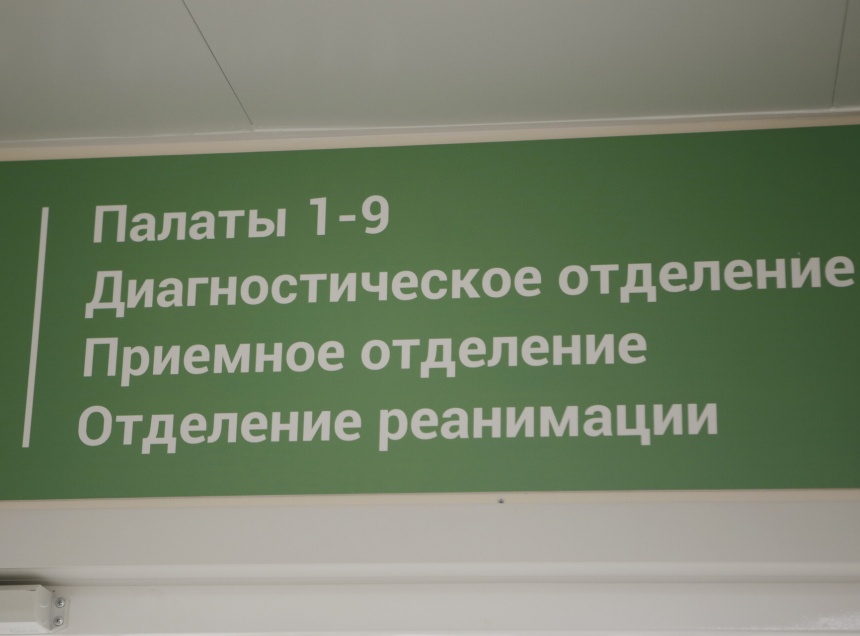 Палаты 1-9
Диагностическое отделение
Приемное отделение
Отделение реанимации